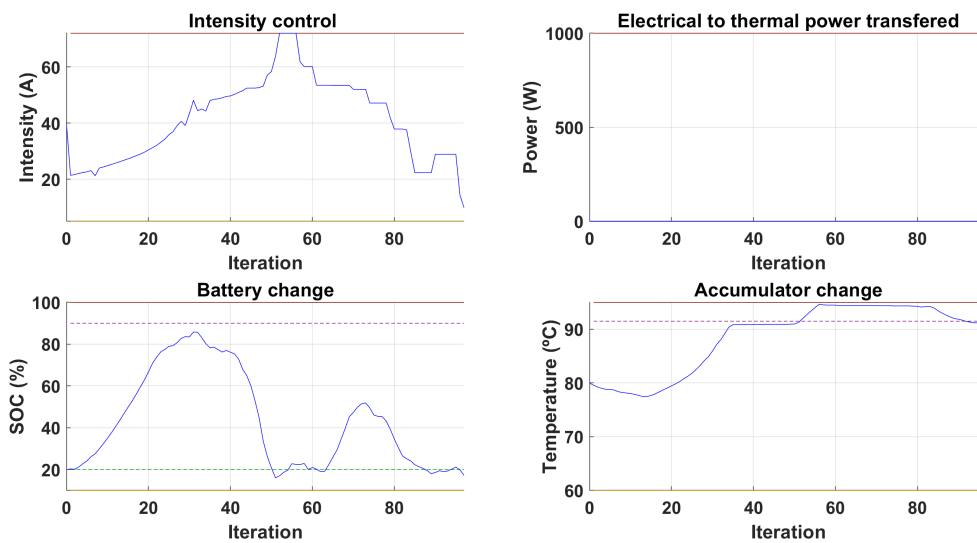 Intensity control
Intensity (A)
60
40
20
0 20 40 60 80
Iteration
Electrical to thermal power transfered
Power (W)
1000
500
0
0 20 40 60 80
Iteration
Battery change
SOC (%)
100
80
60
40
20
0 20 40 60 80
Iteration
Accumulator change
Temperature (ºC)
90
80
70
60
0 20 40 60 80
Iteration